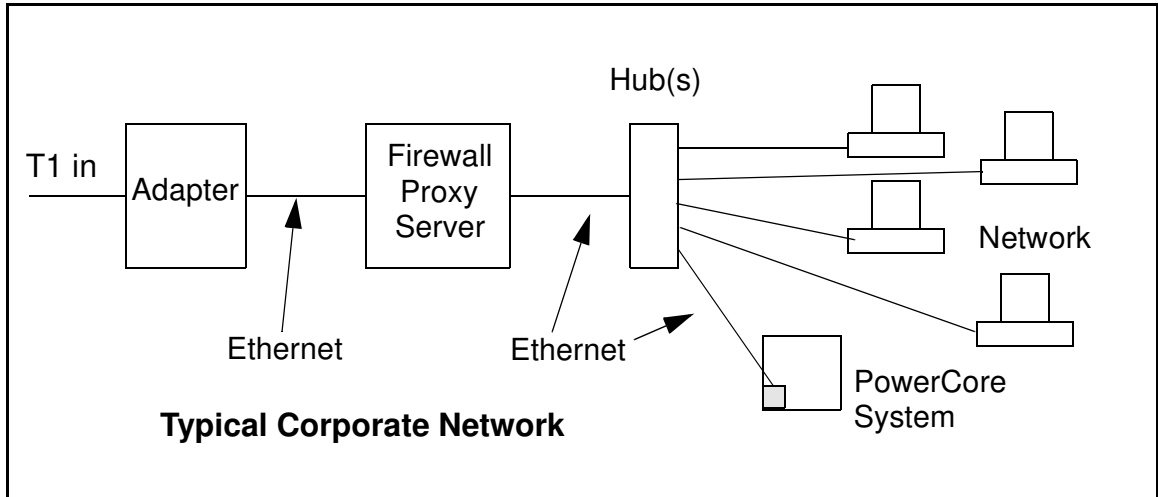 Hub(s)
T1 in
Adapter
Firewall
Proxy
Server
Network
Ethernet
Ethernet
PowerCore
System
Typical Corporate Network